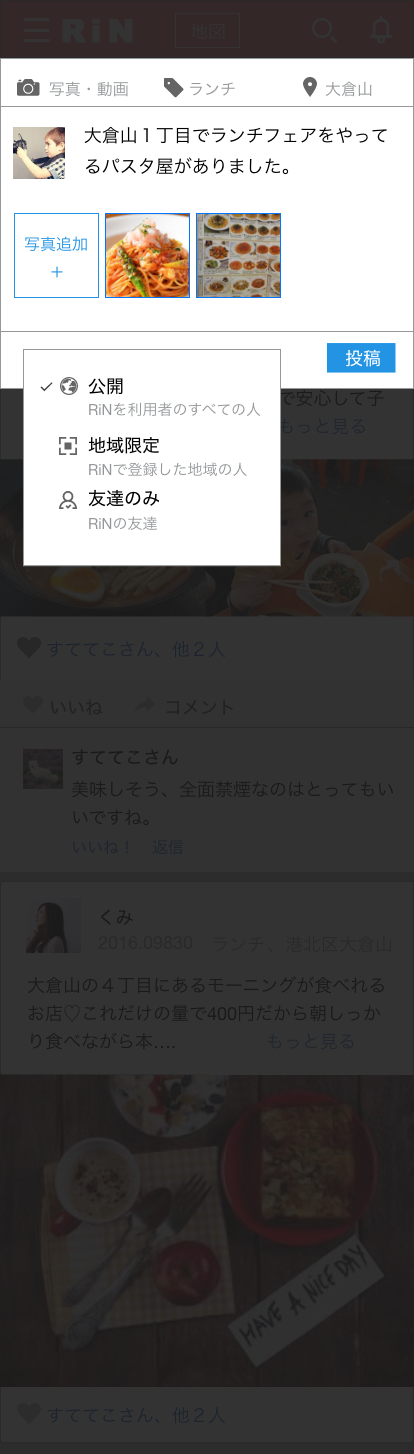 RiN
地図
写真・動画
ランチ
大倉山
大倉山１丁目でランチフェアをやって
るパスタ屋がありました。
写真追加
+
投稿
公開
RiNを利用者のすべての人
地域限定
RiNで登録した地域の人
友達のみ
RiNの友達
で安心して子
もっと見る
すててこさん、他２人
いいね
コメント
すててこさん
美味しそう、全面禁煙なのはとってもい
いですね。
いいね！ 返信
くみ
2016.09830 ランチ、港北区大倉山
大倉山の４丁目にあるモーニングが食べれる
お店♡これだけの量で400円だから朝しっか
り食べながら本.... もっと見る
HAVE A NICE DAY
すててこさん、他２人